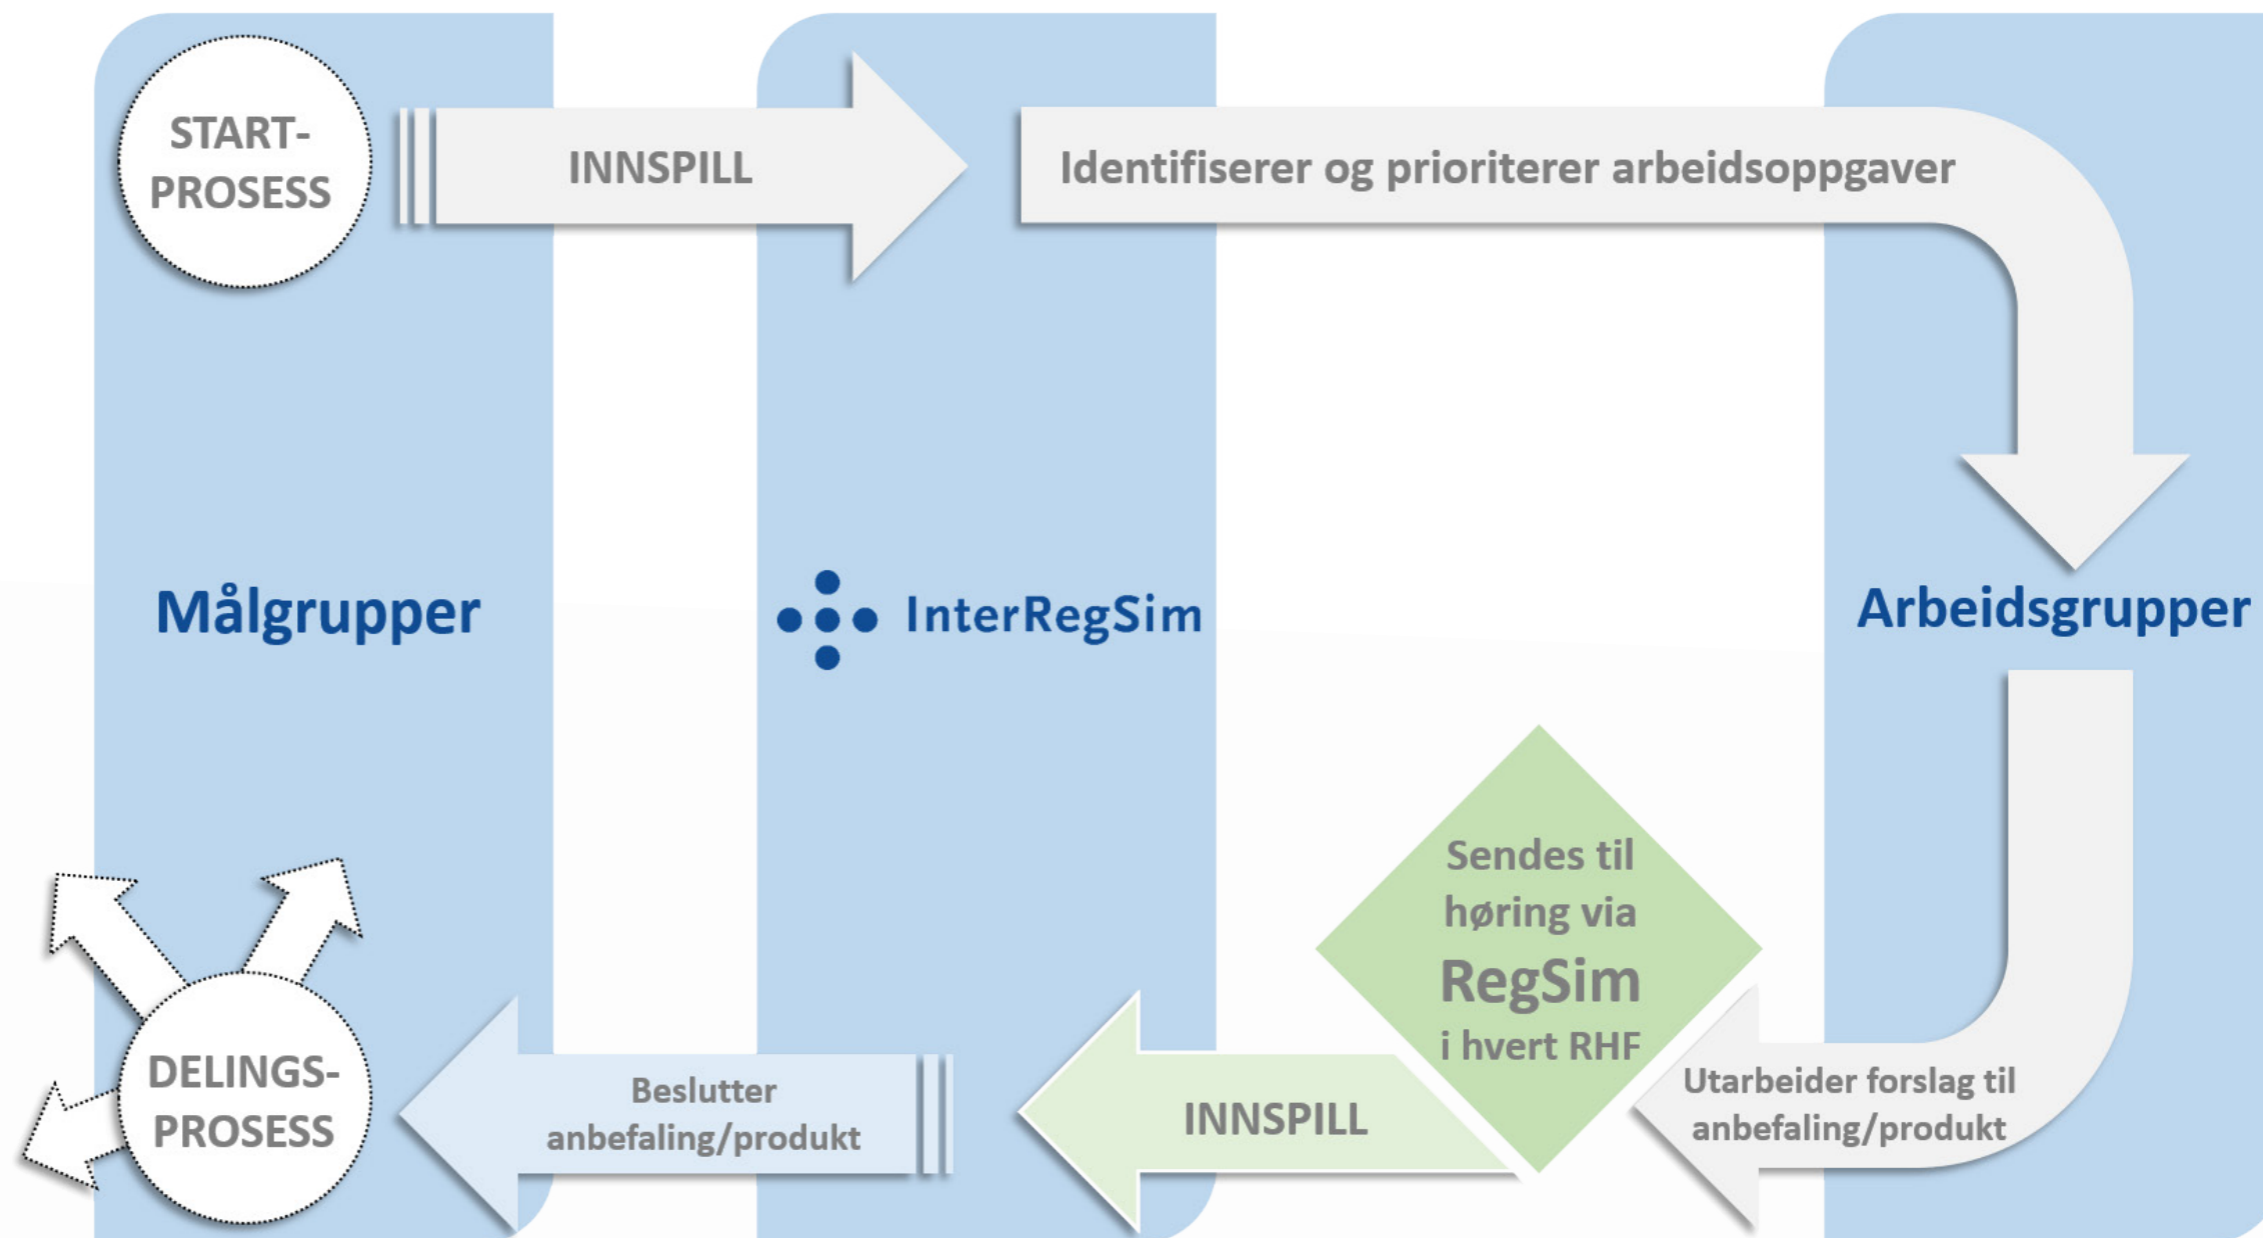 START-
PROSESS
INNSPILL
Identifiserer og prioriterer arbeidsoppgaver
Målgrupper
InterRegSim
Arbeidsgrupper
Sendes til
høring via
RegSim
i hvert RHF
Utarbeider forslag til
anbefaling/produkt
INNSPILL
Beslutter
anbefaling/produkt
DELINGS-
PROSESS